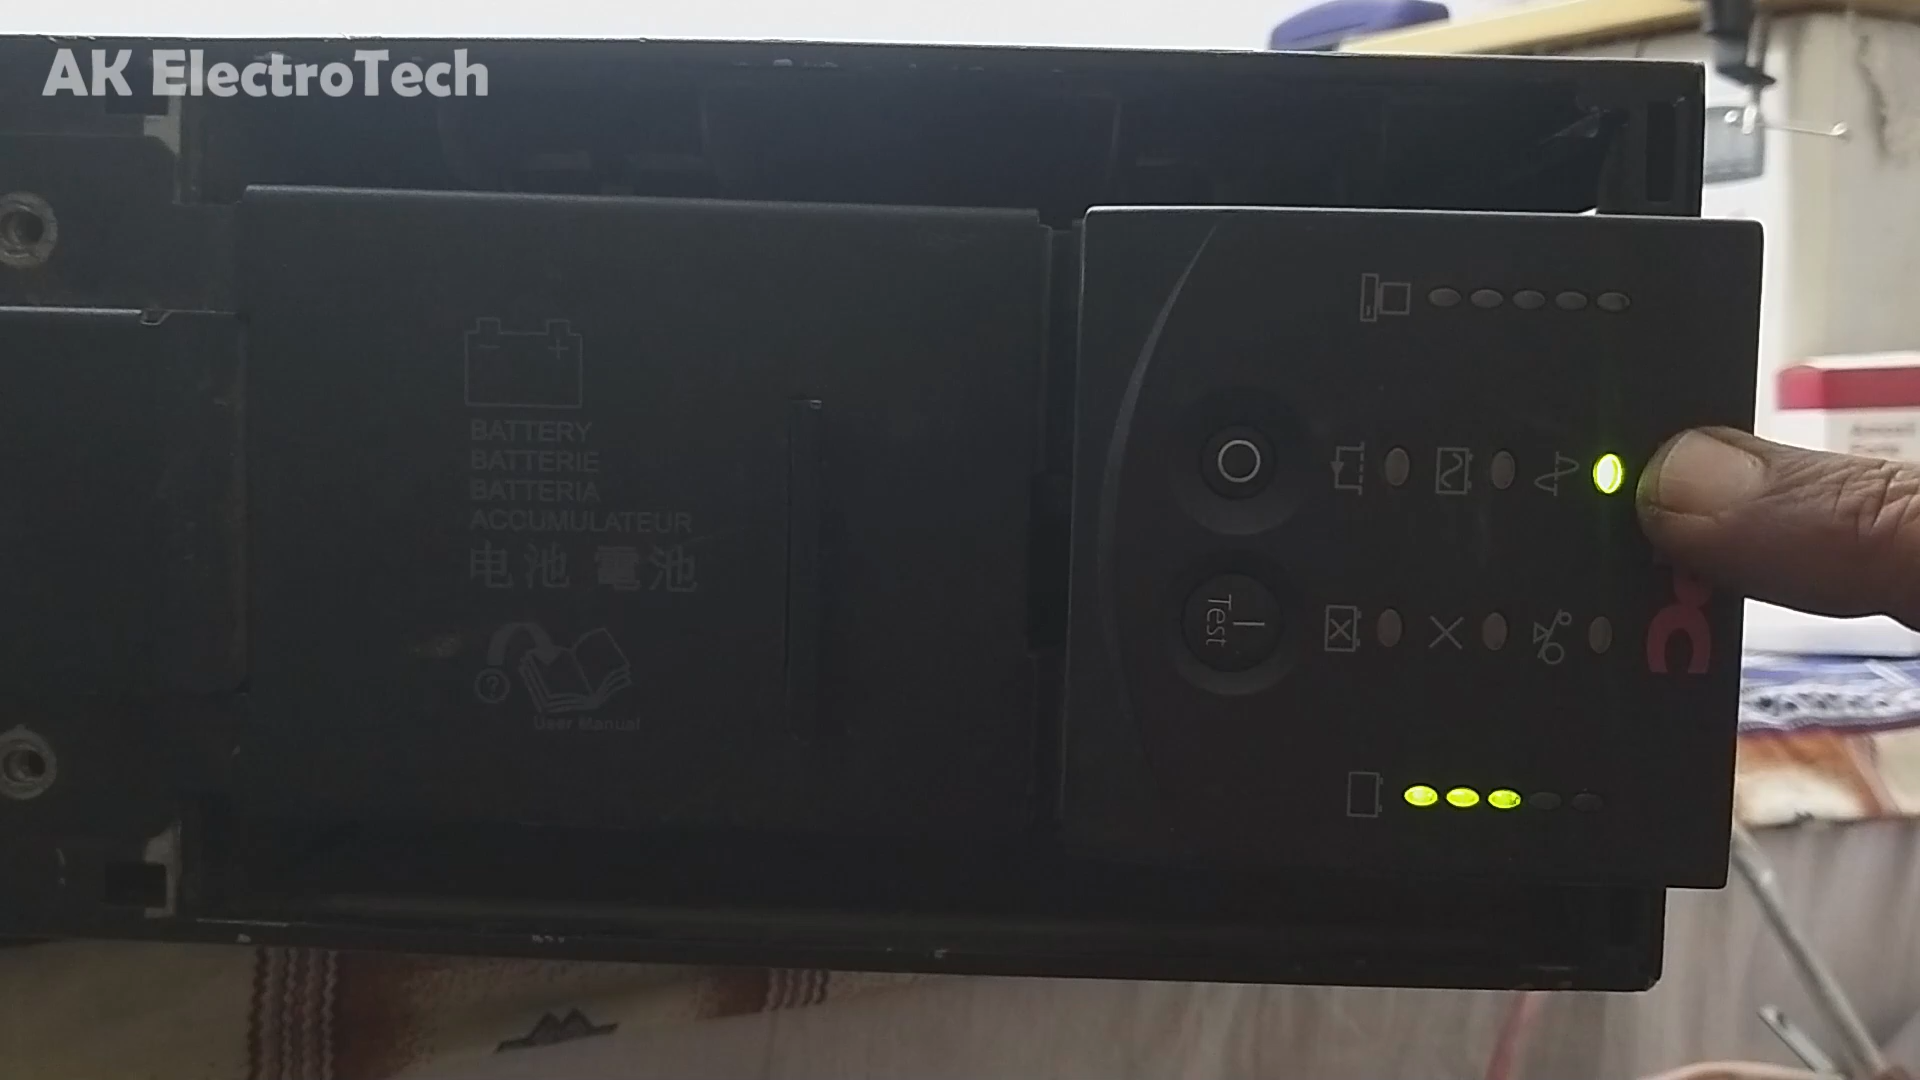 AK ElectroTech
BATTERY
BATTERIE
BATTERIA
ACCUMULATEUR
电池 電池
?
User Manual
Test